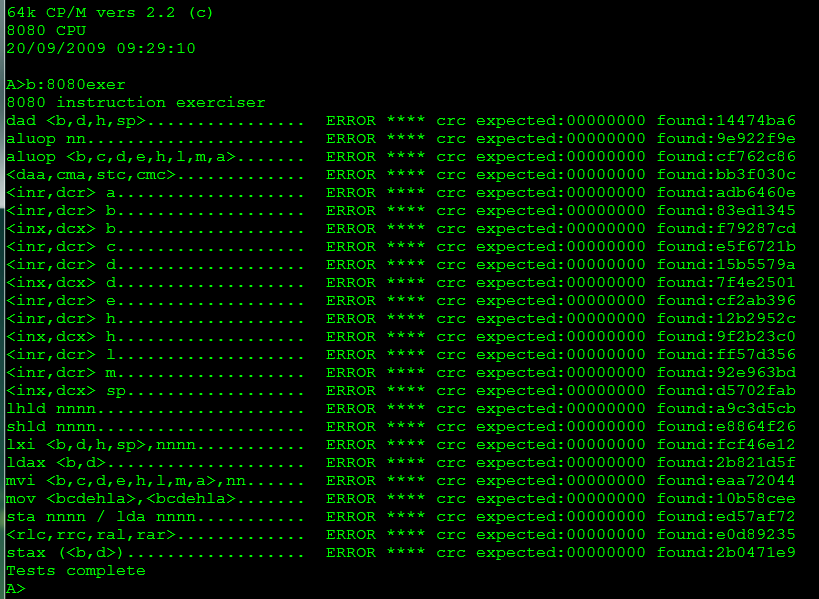 64k CP/M vers 2.2 (c)
8080 CPU
20/09/2009 09:29:10
A>b:8080exer
8080 instruction exerciser
dad <b,d,h,sp>................  ERROR **** crc expected:00000000 found:14474ba6
aluop nn......................  ERROR **** crc expected:00000000 found:9e922f9e
aluop <b,c,d,e,h,l,m,a>.......  ERROR **** crc expected:00000000 found:cf762c86
<daa,cma,stc,cmc>.............  ERROR **** crc expected:00000000 found:bb3f030c
<inr,dcr> a...................  ERROR **** crc expected:00000000 found:adb6460e
<inr,dcr> b...................  ERROR **** crc expected:00000000 found:83ed1345
<inx,dcx> b...................  ERROR **** crc expected:00000000 found:f79287cd
<inr,dcr> c...................  ERROR **** crc expected:00000000 found:e5f6721b
<inr,dcr> d...................  ERROR **** crc expected:00000000 found:15b5579a
<inx,dcx> d...................  ERROR **** crc expected:00000000 found:7f4e2501
<inr,dcr> e...................  ERROR **** crc expected:00000000 found:cf2ab396
<inr,dcr> h...................  ERROR **** crc expected:00000000 found:12b2952c
<inx,dcx> h...................  ERROR **** crc expected:00000000 found:9f2b23c0
<inr,dcr> l...................  ERROR **** crc expected:00000000 found:ff57d356
<inr,dcr> m...................  ERROR **** crc expected:00000000 found:92e963bd
<inx,dcx> sp..................  ERROR **** crc expected:00000000 found:d5702fab
lhld nnnn.....................  ERROR **** crc expected:00000000 found:a9c3d5cb
shld nnnn.....................  ERROR **** crc expected:00000000 found:e8864f26
lxi <b,d,h,sp>,nnnn...........  ERROR **** crc expected:00000000 found:fcf46e12
ldax <b,d>....................  ERROR **** crc expected:00000000 found:2b821d5f
mvi <b,c,d,e,h,l,m,a>,nn......  ERROR **** crc expected:00000000 found:eaa72044
mov <bcdehla>,<bcdehla>.......  ERROR **** crc expected:00000000 found:10b58cee
sta nnnn / lda nnnn...........  ERROR **** crc expected:00000000 found:ed57af72
<rlc,rrc,ral,rar>.............  ERROR **** crc expected:00000000 found:e0d89235
stax (<b,d>)..................  ERROR **** crc expected:00000000 found:2b0471e9
Tests complete
A>